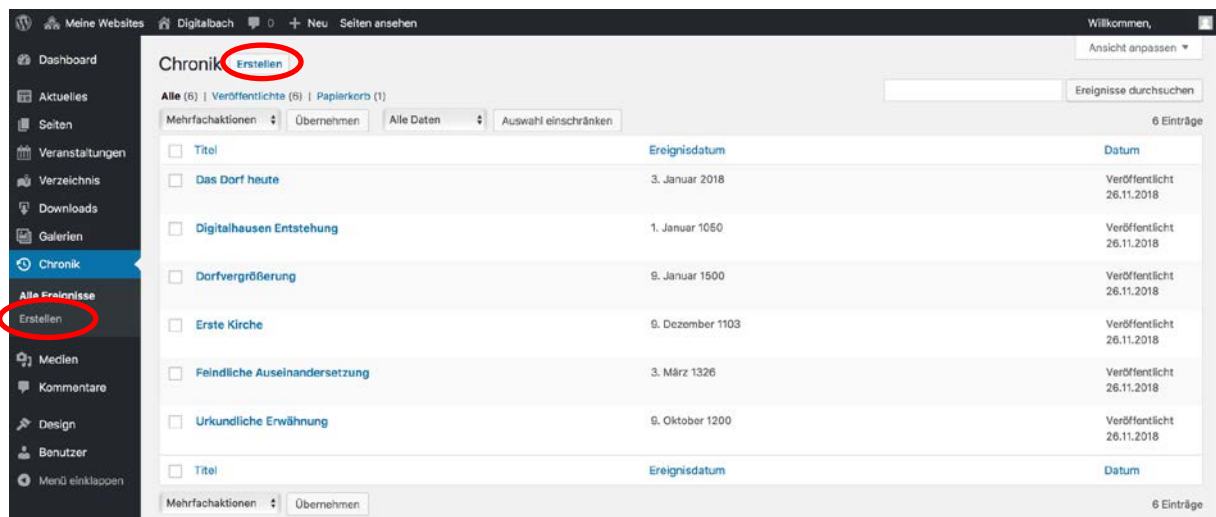 Meine Websites Digitalbach 0 + Neu Seiten ansehen Willkommen,
Ansicht anpassen
Dashboard
Aktuelles
Seiten
Veranstaltungen
Verzeichnis
Downloads
Galerien
Chronik
Alle Ereignisse
Erstellen
Medien
Kommentare
Design
Benutzer
Menü einklappen
Chronik Erstellen
Alle (6) | Veröffentlichte (6) | Papierkorb (1)
Ereignisse durchsuchen
Mehrfachaktionen Übernehmen Alle Daten Auswahl einschränken 6 Einträge
Titel Ereignisdatum Datum
Das Dorf heute 3. Januar 2018 Veröffentlicht
26.11.2018
Digitalhausen Entstehung 1. Januar 1050 Veröffentlicht
26.11.2018
Dorfvergrößerung 9. Januar 1500 Veröffentlicht
26.11.2018
Erste Kirche 9. Dezember 1103 Veröffentlicht
26.11.2018
Feindliche Auseinandersetzung 3. März 1326 Veröffentlicht
26.11.2018
Urkundliche Erwähnung 9. Oktober 1200 Veröffentlicht
26.11.2018
Titel Ereignisdatum Datum
Mehrfachaktionen Übernehmen 6 Einträge